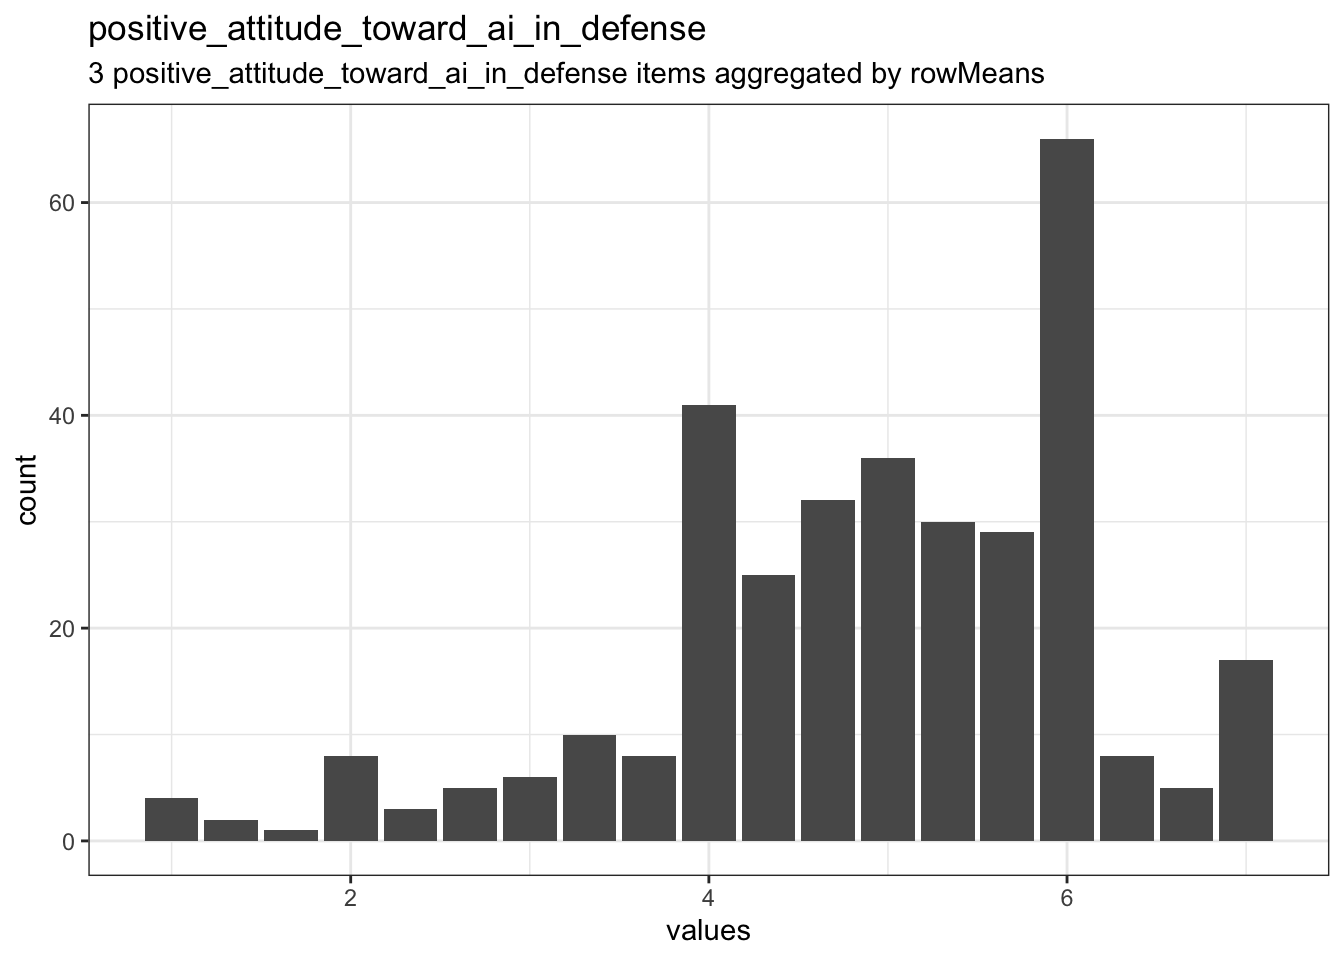 positive_attitude_toward_ai_in_defense
3 positive_attitude_toward_ai_in_defense items aggregated by rowMeans
60
40
20
0
count
2 4 6
values